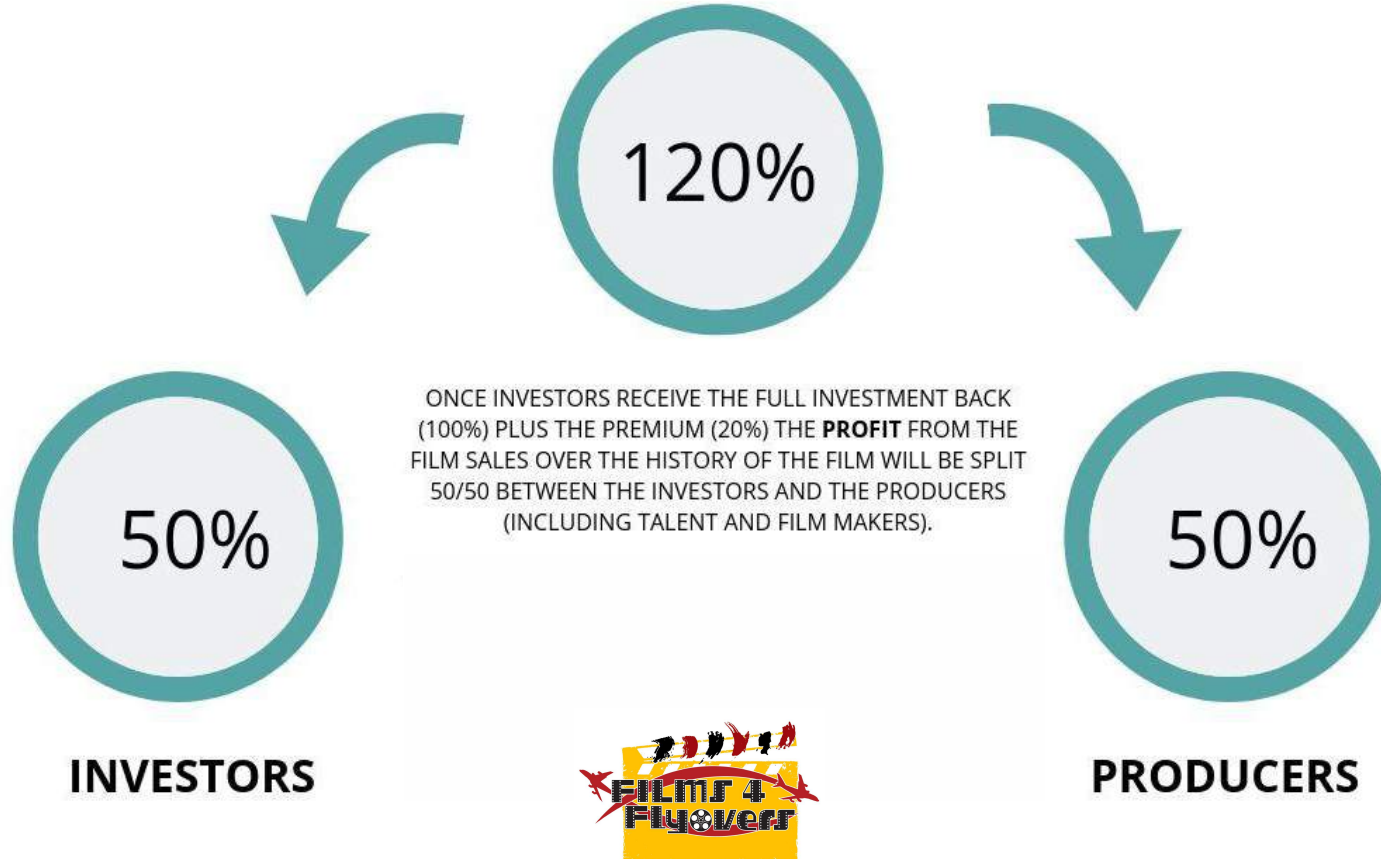 120%
ONCE INVESTORS RECEIVE THE FULL INVESTMENT BACK
(100%) PLUS THE PREMIUM (20%) THE PROFIT FROM THE
FILM SALES OVER THE HISTORY OF THE FILM WILL BE SPLIT
50/50 BETWEEN THE INVESTORS AND THE PRODUCERS
(INCLUDING TALENT AND FILM MAKERS).
50%
50%
INVESTORS
PRODUCERS
FILMS 4
Flyovers